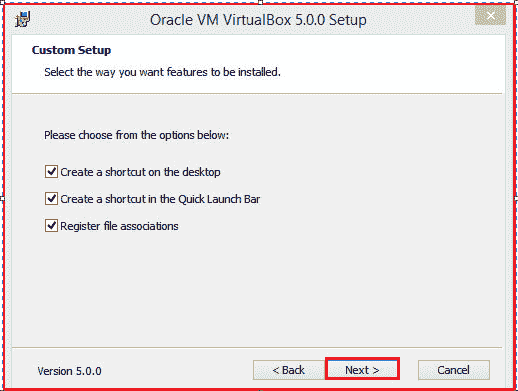 Oracle VM VirtualBox 5.0.0 Setup
Custom Setup
Select the way you want features to be installed.
Please choose from the options below:
Create a shortcut on the desktop
Create a shortcut in the Quick Launch Bar
Register file associations
Version 5.0.0
< Back
Next >
Cancel